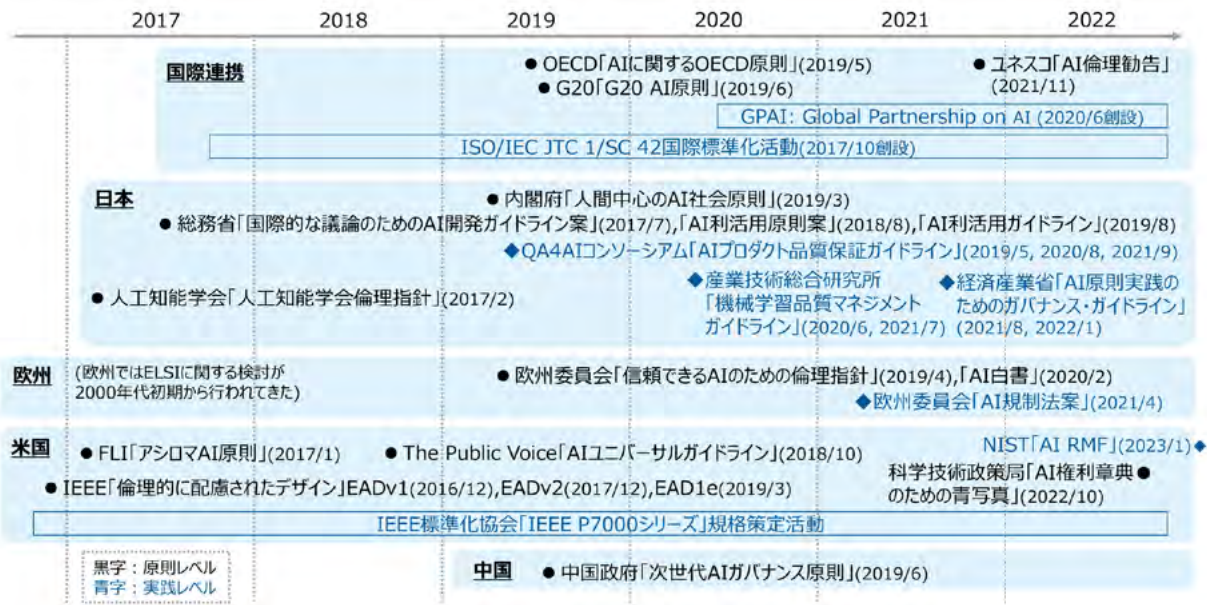 2017 2018 2019 2020 2021 2022
国際連携
● OECD「AIに関するOECD原則」(2019/5)
● G20「G20 AI原則」(2019/6)
● ユネスコ「AI倫理勧告」
(2021/11)
GPAI: Global Partnership on AI (2020/6創設)
ISO/IEC JTC 1/SC 42国際標準化活動(2017/10創設)
日本
● 内閣府「人間中心のAI社会原則」(2019/3)
● 総務省「国際的な議論のためのAI開発ガイドライン案」(2017/7),「AI利活用原則案」(2018/8),「AI利活用ガイドライン」(2019/8)
◆QA4AIコンソーシアム「AIプロダクト品質保証ガイドライン」(2019/5, 2020/8, 2021/9)
● 人工知能学会「人工知能学会倫理指針」(2017/2)
◆産業技術総合研究所
「機械学習品質マネジメント
ガイドライン」(2020/6, 2021/7)
◆経済産業省「AI原則実践の
ためのガバナンス・ガイドライン」
(2021/8, 2022/1)
欧州
(欧州ではELSIに関する検討が
2000年代初期から行われてきた)
● 欧州委員会「信頼できるAIのための倫理指針」(2019/4),「AI白書」(2020/2)
◆欧州委員会「AI規制法案」(2021/4)
米国
● FLI「アシロマAI原則」(2017/1)
● The Public Voice「AIユニバーサルガイドライン」(2018/10)
NIST「AI RMF」(2023/1)◆
科学技術政策局「AI権利章典●
のための青写真」(2022/10)
● IEEE「倫理的に配慮されたデザイン」EADv1(2016/12),EADv2(2017/12),EAD1e(2019/3)
IEEE標準化協会「IEEE P7000シリーズ」規格策定活動
黒字：原則レベル
青字：実践レベル
中国
● 中国政府「次世代AIガバナンス原則」(2019/6)